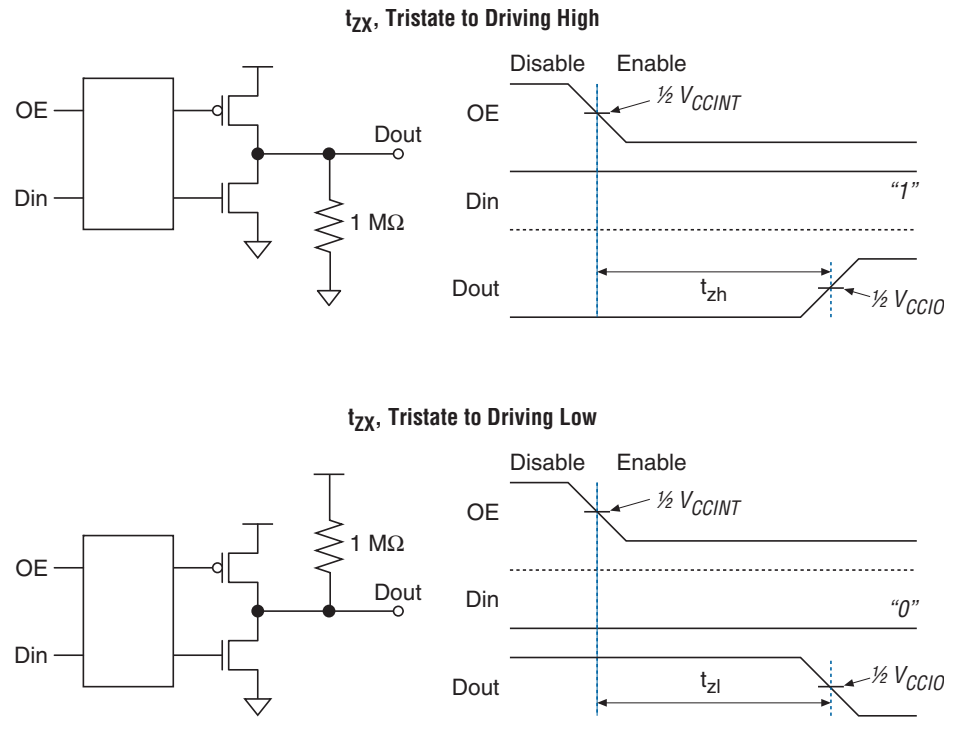 tZX, Tristate to Driving High
Disable Enable
OE
½ VCCINT
OE
Dout
Din
1 MΩ
"1"
Din
Dout
tzh
½ VCCIO
tZX, Tristate to Driving Low
Disable Enable
½ VCCINT
OE
1 MΩ
OE
Dout
Din
"0"
Din
Dout
tzl
½ VCCIO